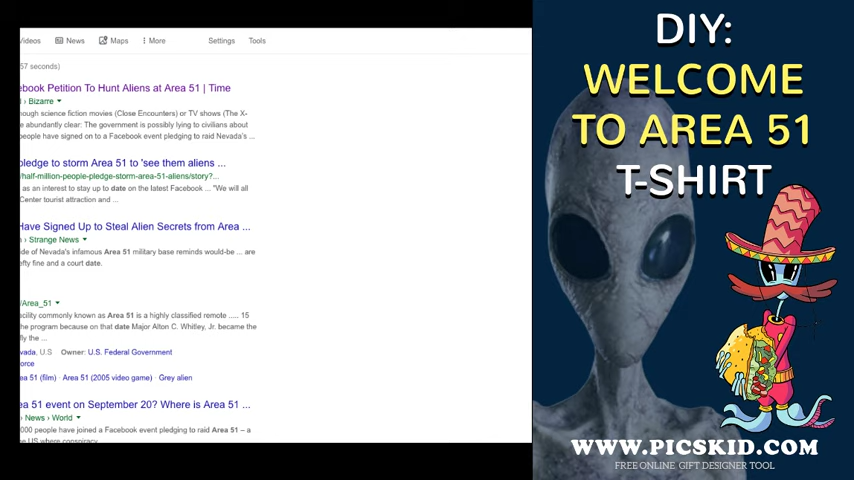 Videos News Maps More Settings Tools
57 seconds)
ebook Petition To Hunt Aliens at Area 51 | Time
› Bizarre
hough science fiction movies (Close Encounters) or TV shows (The X-
abundantly clear: The government is possibly lying to civilians about
people have signed on to a Facebook event pledging to raid Nevada's ...
pledge to storm Area 51 to 'see them aliens ...
/half-million-people-pledge-storm-area-51-aliens/story?...
as an interest to stay up to date on the latest Facebook ... "We will all
Center tourist attraction and ...
Have Signed Up to Steal Alien Secrets from Area ...
› Strange News
de of Nevada's infamous Area 51 military base reminds would-be ... are
efty fine and a court date.
/Area_51
acility commonly known as Area 51 is a highly classified remote ..... 15
the program because on that date Major Alton C. Whitley, Jr. became the
fly the ...
vada, U.S Owner: U.S. Federal Government
orce
ea 51 (film) · Area 51 (2005 video game) · Grey alien
ea 51 event on September 20? Where is Area 51 ...
› News › World
000 people have joined a Facebook event pledging to raid Area 51 – a
he US where conspiracy
DIY:
WELCOME
TO AREA 51
T-SHIRT
WWW.PICSKID.COM
FREE ONLINE GIFT DESIGNER TOOL